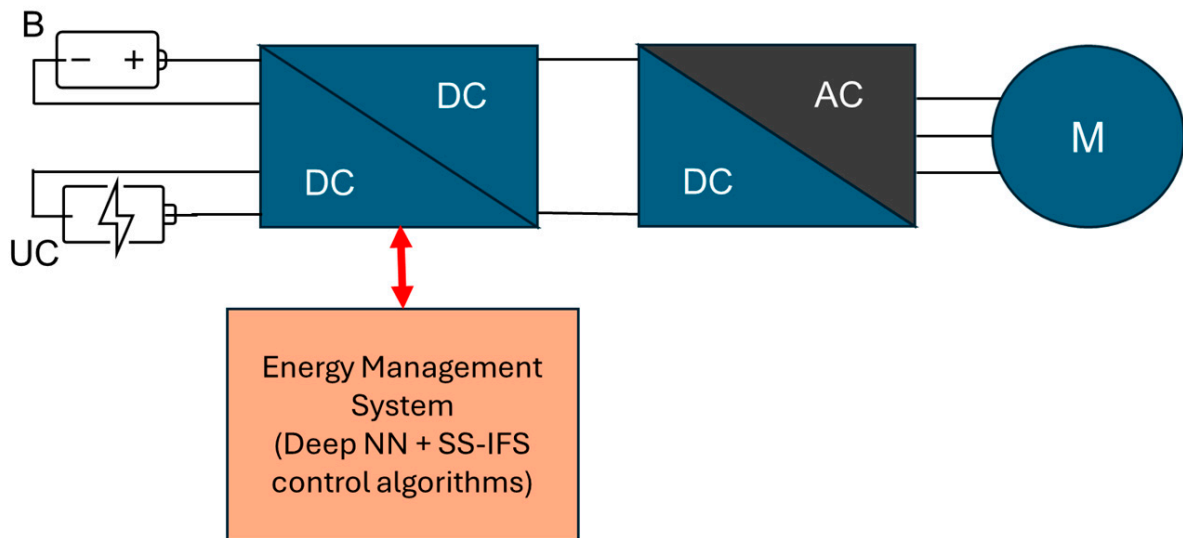 B
− +
DC
DC
AC
DC
M
UC
Energy Management
System
(Deep NN + SS-IFS
control algorithms)